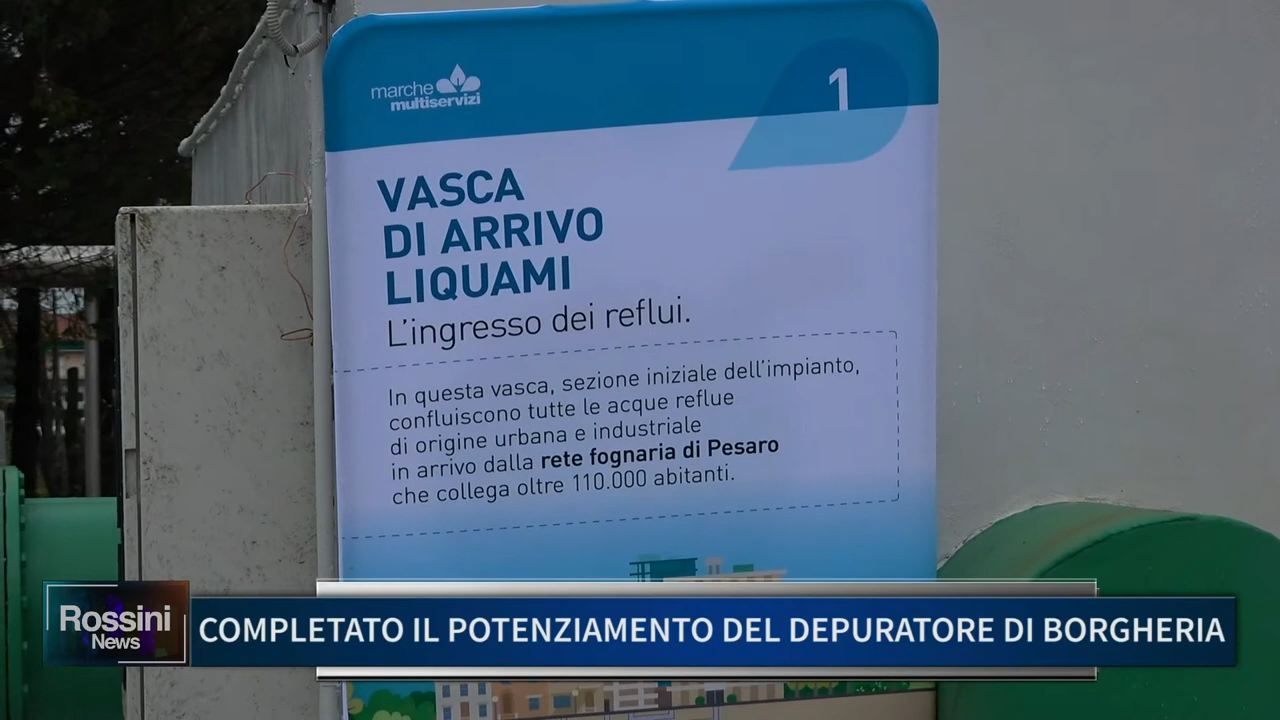 marche
multiservizi
1
VASCA
DI ARRIVO
LIQUAMI
L'ingresso dei reflui.
In questa vasca, sezione iniziale dell'impianto,
confluiscono tutte le acque reflue
di origine urbana e industriale
in arrivo dalla rete fognaria di Pesaro
che collega oltre 110.000 abitanti.
Rossini
News
COMPLETATO IL POTENZIAMENTO DEL DEPURATORE DI BORGHERIA